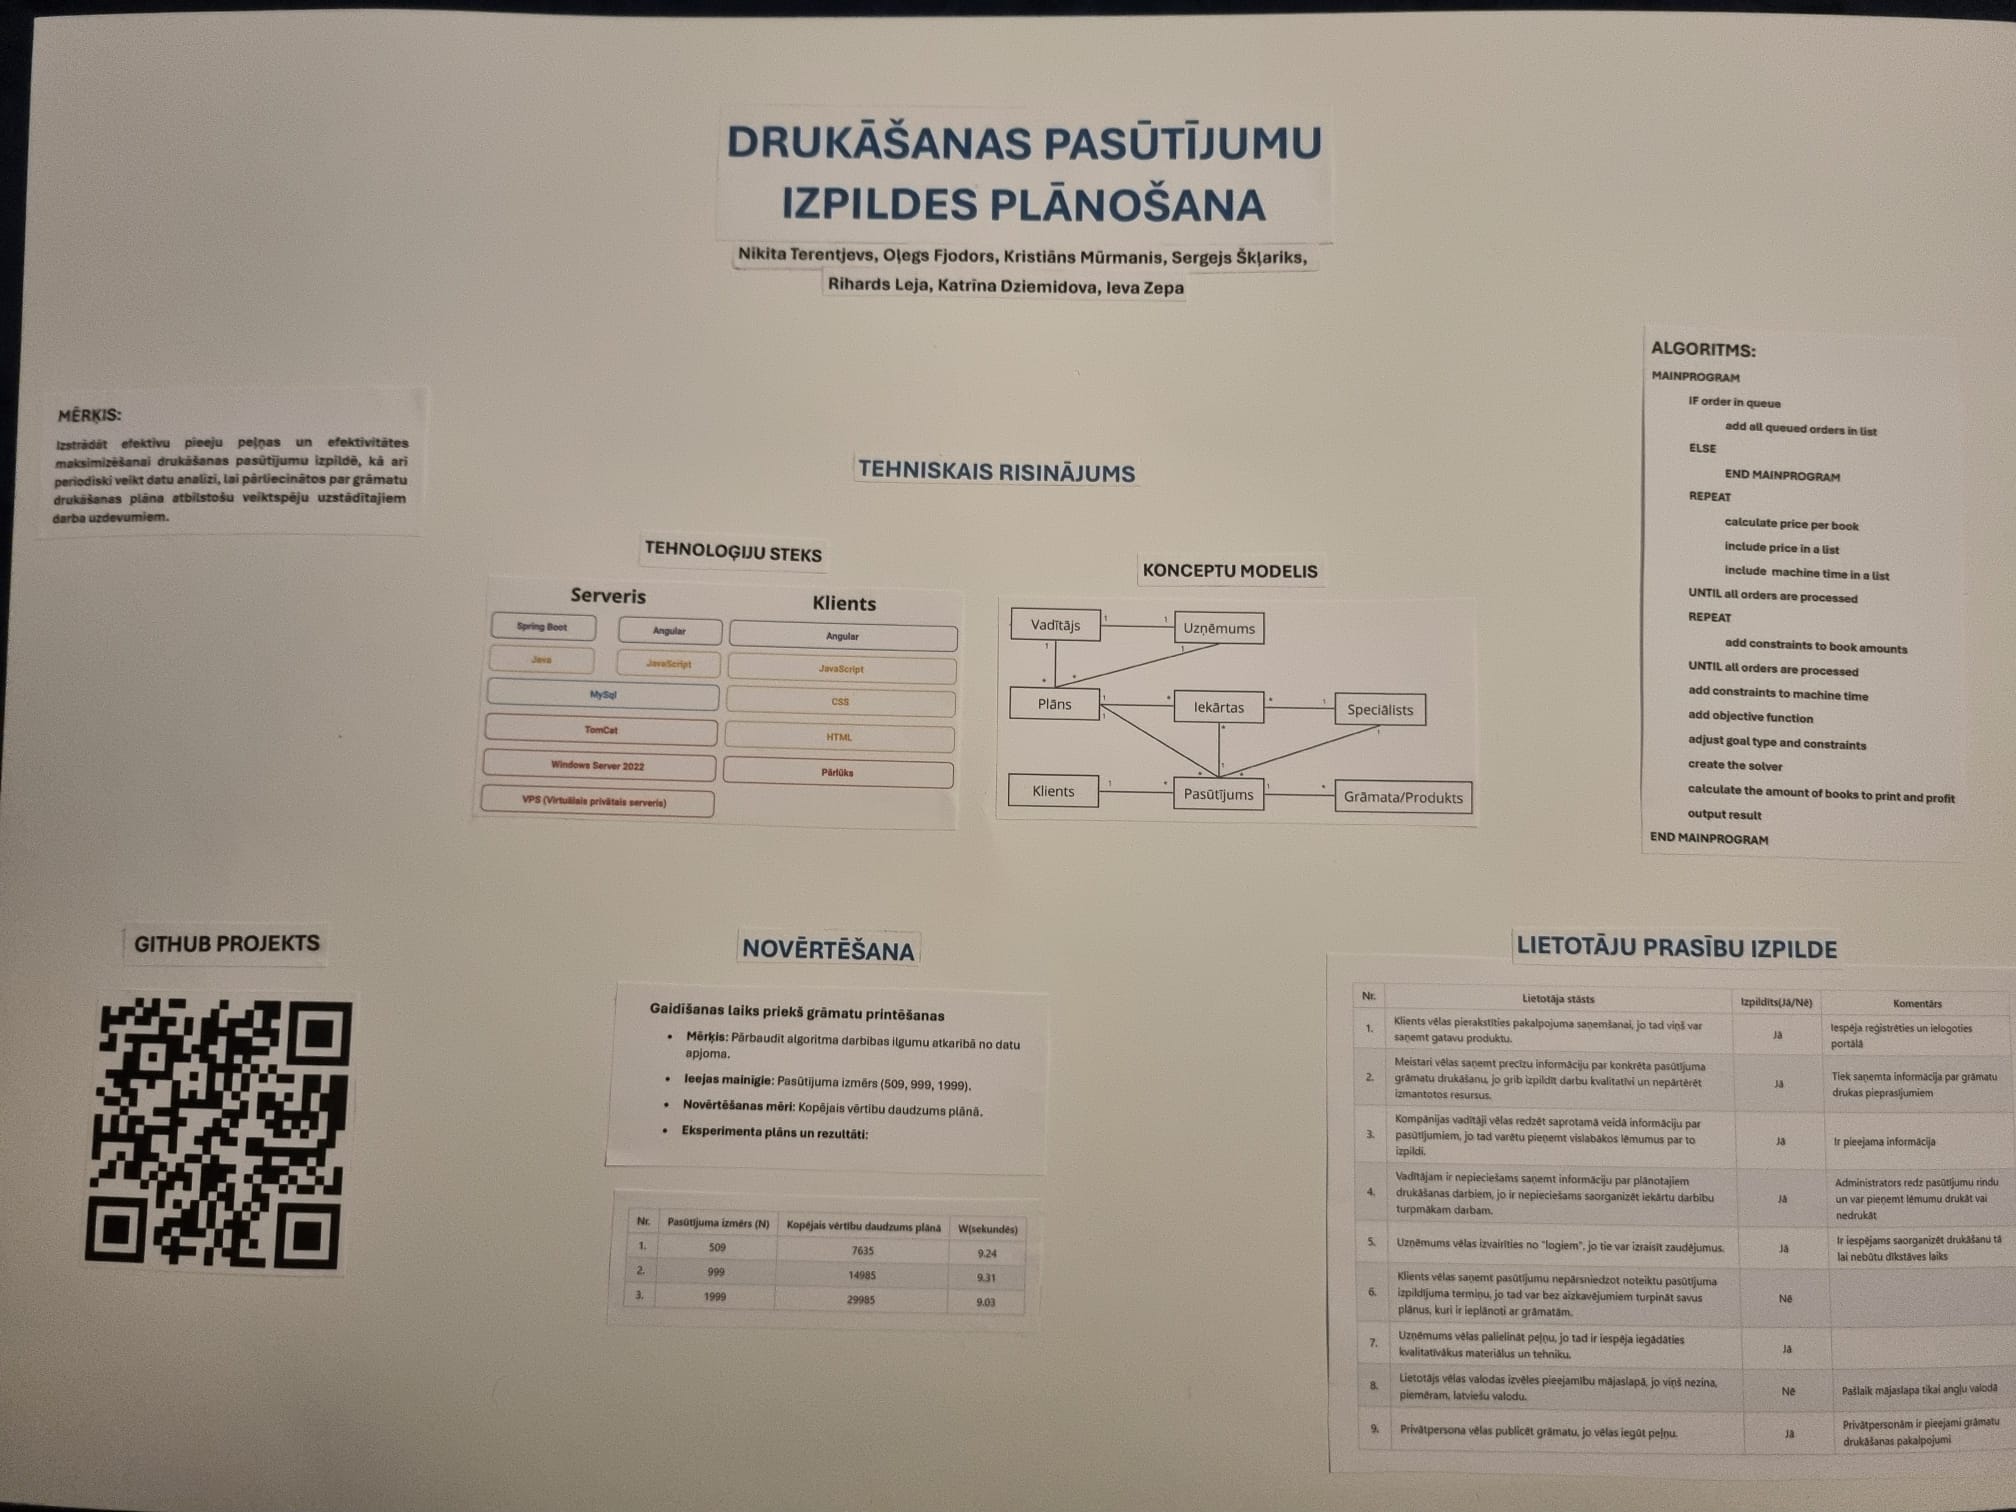 DRUKĀŠANAS PASŪTĪJUMU
IZPILDES PLĀNOŠANA
Nikita Terentjevs, Oļegs Fjodors, Kristiāns Mūrmanis, Sergejs Škļariks,
Rihards Leja, Katrīna Dziemidova, Ieva Zepa
MĒRĶIS:
Izstrādāt efektīvu pieeju peļņas un efektivitātes
maksimizēšanai drukāšanas pasūtījumu izpildē, kā arī
periodiski veikt datu analīzi, lai pārliecinātos par grāmatu
drukāšanas plāna atbilstošu veiktspēju uzstādītajiem
darba uzdevumiem.
TEHNISKAIS RISINĀJUMS
TEHNOLOĢIJU STEKS
Serveris
Klients
Spring Boot
Angular
Angular
Java
JavaScript
JavaScript
MySql
CSS
TomCat
HTML
Windows Server 2022
Pārlūks
VPS (Virtuālais privātais serveris)
KONCEPTU MODELIS
Vadītājs
1
1
Uzņēmums
1
1
*
*
Plāns
1
*
Iekārtas
*
1
Speciālists
1
*
1
1
*
*
Klients
1
*
Pasūtījums
1
*
Grāmata/Produkts
ALGORITMS:
MAINPROGRAM
IF order in queue
add all queued orders in list
ELSE
END MAINPROGRAM
REPEAT
calculate price per book
include price in a list
include machine time in a list
UNTIL all orders are processed
REPEAT
add constraints to book amounts
UNTIL all orders are processed
add constraints to machine time
add objective function
adjust goal type and constraints
create the solver
calculate the amount of books to print and profit
output result
END MAINPROGRAM
GITHUB PROJEKTS
NOVĒRTĒŠANA
Gaidīšanas laiks priekš grāmatu printēšanas
• Mērķis: Pārbaudīt algoritma darbības ilgumu atkarībā no datu
apjoma.
• Ieejas mainīgie: Pasūtījuma izmērs (509, 999, 1999).
• Novērtēšanas mēri: Kopējais vērtību daudzums plānā.
• Eksperimenta plāns un rezultāti:
Nr. Pasūtījuma izmērs (N) Kopējais vērtību daudzums plānā W(sekundēs)
1. 509 7635 9.24
2. 999 14985 9.31
3. 1999 29985 9.03
LIETOTĀJU PRASĪBU IZPILDE
Nr. Lietotāja stāsts Izpildīts(Jā/Nē) Komentārs
1. Klients vēlas pierakstīties pakalpojuma saņemšanai, jo tad viņš var
saņemt gatavu produktu.
Jā
Iespēja reģistrēties un ielogoties
portālā
2. Meistari vēlas saņemt precīzu informāciju par konkrēta pasūtījuma
grāmatu drukāšanu, jo grib izpildīt darbu kvalitatīvi un nepārtērēt
izmantotos resursus.
Jā
Tiek saņemta informācija par grāmatu
drukas pieprasījumiem
3. Kompānijas vadītāji vēlas redzēt saprotamā veidā informāciju par
pasūtījumiem, jo tad varētu pieņemt vislabākos lēmumus par to
izpildi.
Jā
Ir pieejama informācija
4. Vadītājam ir nepieciešams saņemt informāciju par plānotajiem
drukāšanas darbiem, jo ir nepieciešams saorganizēt iekārtu darbību
turpmākam darbam.
Jā
Administrators redz pasūtījumu rindu
un var pieņemt lēmumu drukāt vai
nedrukāt
5. Uzņēmums vēlas izvairīties no "logiem", jo tie var izraisīt zaudējumus.
Jā
Ir iespējams saorganizēt drukāšanu tā
lai nebūtu dīkstāves laiks
6. Klients vēlas saņemt pasūtījumu nepārsniedzot noteiktu pasūtījuma
izpildījuma termiņu, jo tad var bez aizkavējumiem turpināt savus
plānus, kuri ir ieplānoti ar grāmatām.
Nē
7. Uzņēmums vēlas palielināt peļņu, jo tad ir iespēja iegādāties
kvalitatīvākus materiālus un tehniku.
Jā
8. Lietotājs vēlas valodas izvēles pieejamību mājaslapā, jo viņš nezina,
piemēram, latviešu valodu.
Nē
Pašlaik mājaslapa tikai angļu valodā
9. Privātpersona vēlas publicēt grāmatu, jo vēlas iegūt peļņu.
Jā
Privātpersonām ir pieejami grāmatu
drukāšanas pakalpojumi